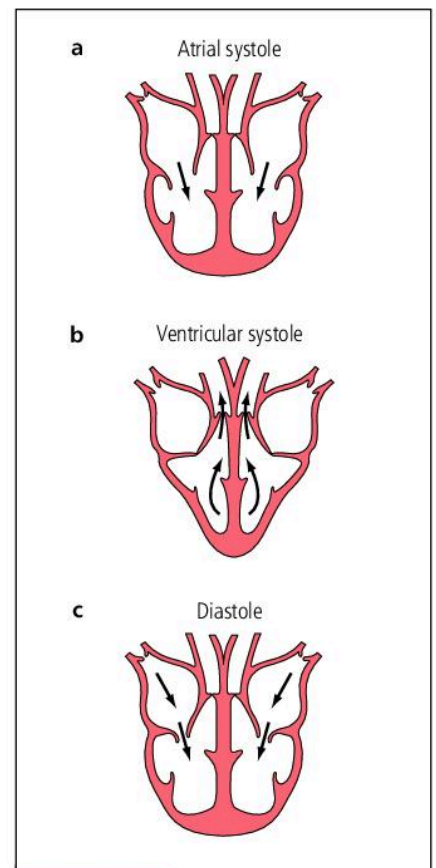 a
Atrial systole
b
Ventricular systole
c
Diastole